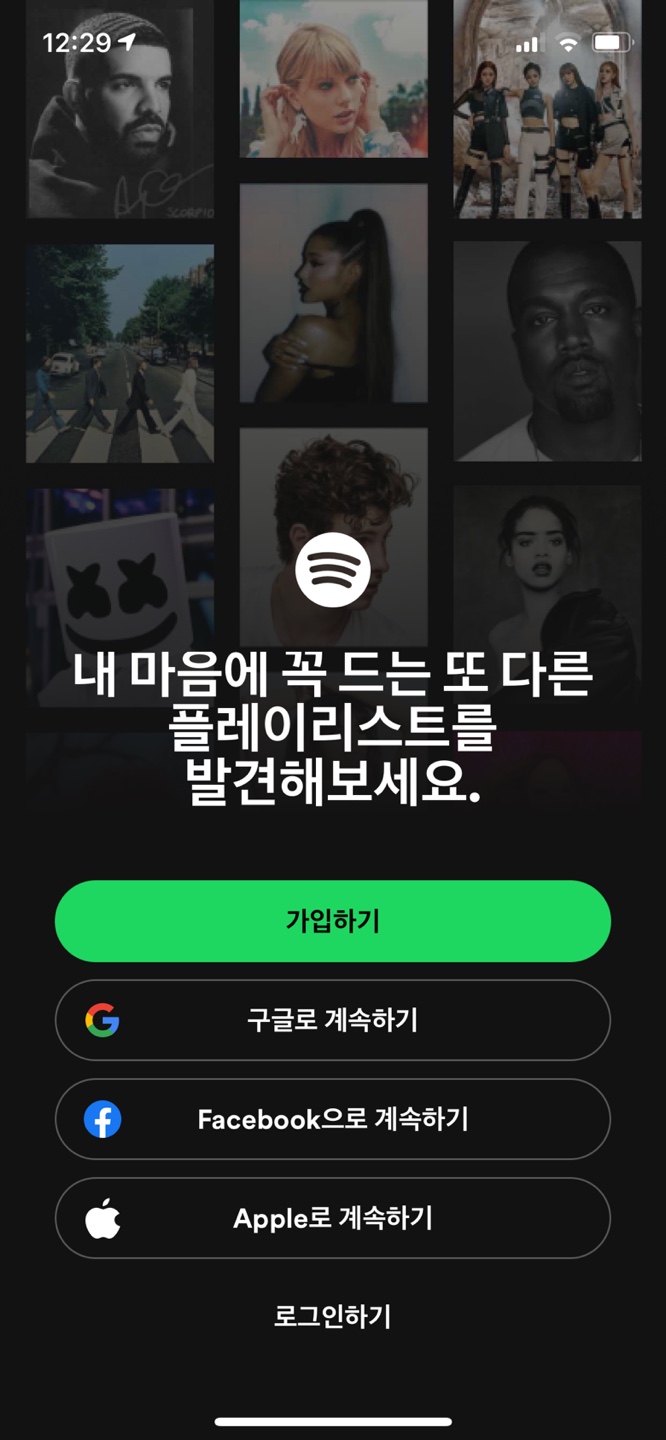 12:29
SCORPIO
내 마음에 꼭 드는 또 다른
플레이리스트를
발견해보세요.
가입하기
구글로 계속하기
Facebook으로 계속하기
Apple로 계속하기
로그인하기